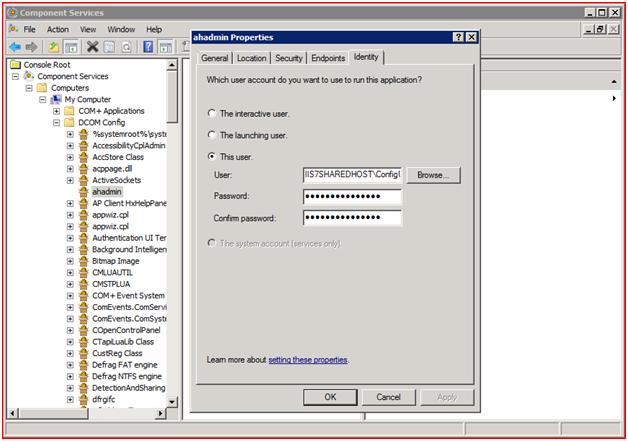 Component Services
File Action View Window Help
Console Root
Component Services
Computers
My Computer
COM+ Applications
DCOM Config
%systemroot%\syst
AccessibilityCplAdmin
AccStore Class
acppage.dll
ActiveSockets
ahadmin
AP Client HxHelpPane
appwiz.cpl
appwiz.cpl
Authentication UI Ter
Background Intelligen
Bitmap Image
CMLUAUTIL
CMSTPLUA
COM+ Event System
ComEvents.ComServi
ComEvents.ComSyste
COpenControlPanel
CTapiLuaLib Class
CustReg Class
Defrag FAT engine
Defrag NTFS engine
DetectionAndSharing
dfrgifc
ahadmin Properties
General Location Security Endpoints Identity
Which user account do you want to use to run this application?
The interactive user.
The launching user.
This user.
User: IIS7SHAREDHOST\ConfigU Browse...
Password: ●●●●●●●●●●●●●●●
Confirm password: ●●●●●●●●●●●●●●●
The system account (services only).
Learn more about setting these properties.
OK Cancel Apply